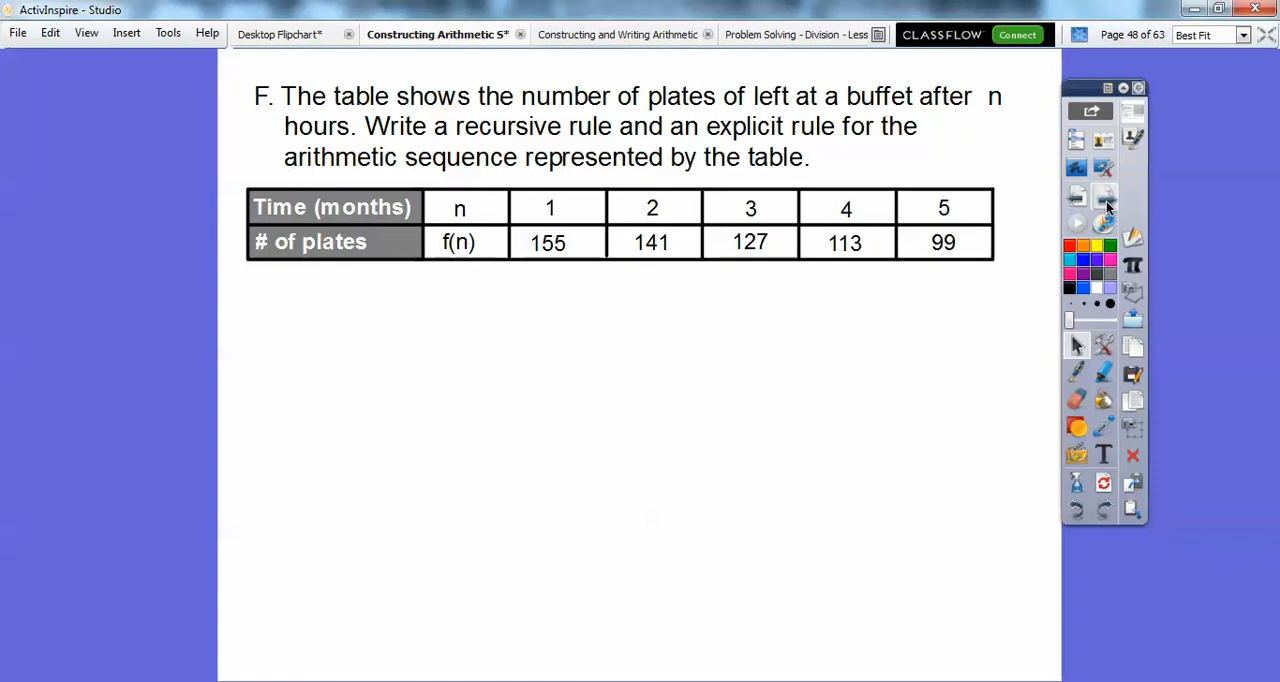 ActivInspire - Studio
File Edit View Insert Tools Help
Desktop Flipchart* Constructing Arithmetic S* Constructing and Writing Arithmetic Problem Solving - Division - Less CLASSFLOW Connect Page 48 of 63 Best Fit
F. The table shows the number of plates of left at a buffet after n
hours. Write a recursive rule and an explicit rule for the
arithmetic sequence represented by the table.
Time (months) n 1 2 3 4 5
# of plates f(n) 155 141 127 113 99